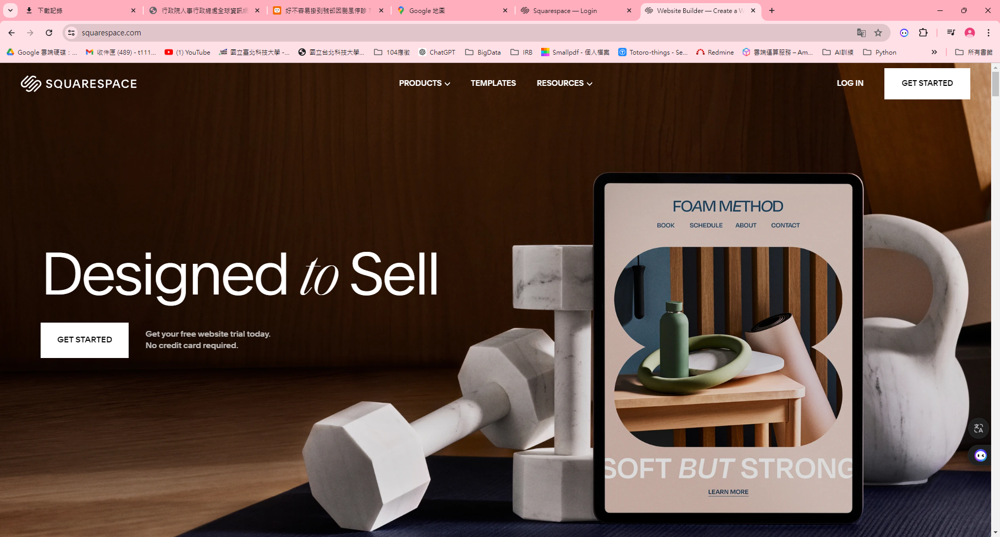 下載記錄
行政院人事行政總處全球資訊網
好不容易掛到號卻因颱風停診？
Google 地圖
Squarespace — Login
Website Builder — Create a W
squarespace.com
Google 雲端硬碟：...
收件匣 (489) - t111...
(1) YouTube
國立臺北科技大學 -...
國立台北科技大學...
104應徵
ChatGPT
BigData
IRB
Smallpdf - 個人檔案
Totoro-things - Se...
Redmine
雲端運算服務 – Am...
AI訓練
Python
所有書籤
SQUARESPACE
PRODUCTS
TEMPLATES
RESOURCES
LOG IN
GET STARTED
Designed to Sell
GET STARTED
Get your free website trial today.
No credit card required.
FOAM METHOD
BOOK SCHEDULE ABOUT CONTACT
SOFT BUT STRONG
LEARN MORE